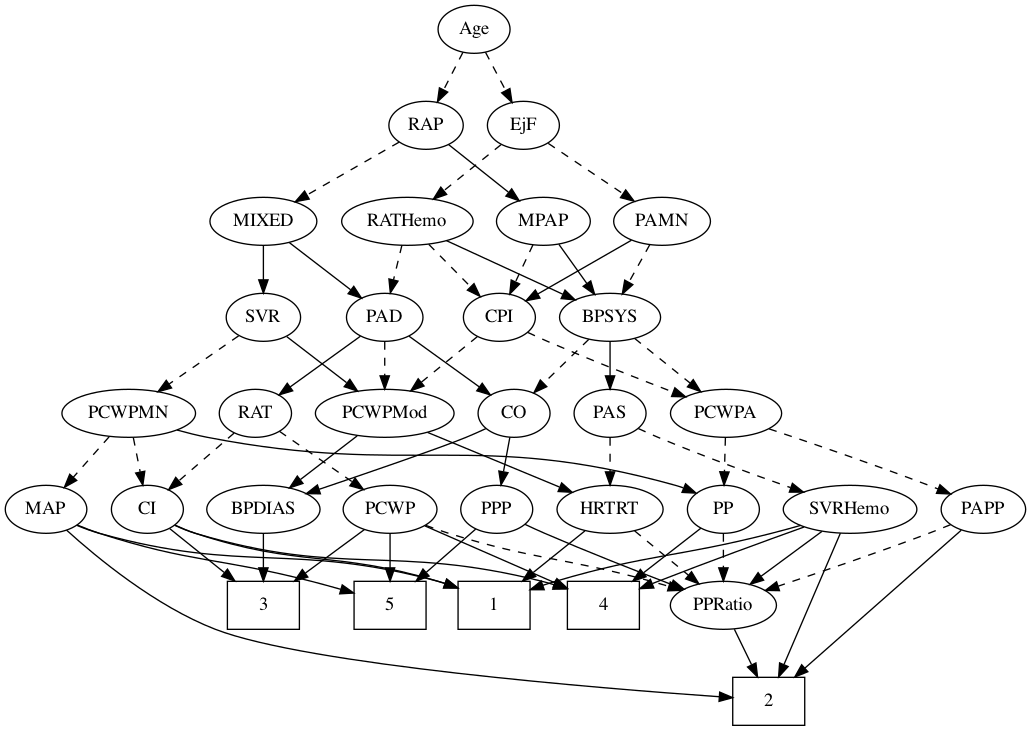 Age
RAP
EjF
MIXED
RATHemo
MPAP
PAMN
SVR
PAD
CPI
BPSYS
PCWPMN
RAT
PCWPMod
CO
PAS
PCWPA
MAP
CI
BPDIAS
PCWP
PPP
HRTRT
PP
SVRHemo
PAPP
3
5
1
4
PPRatio
2